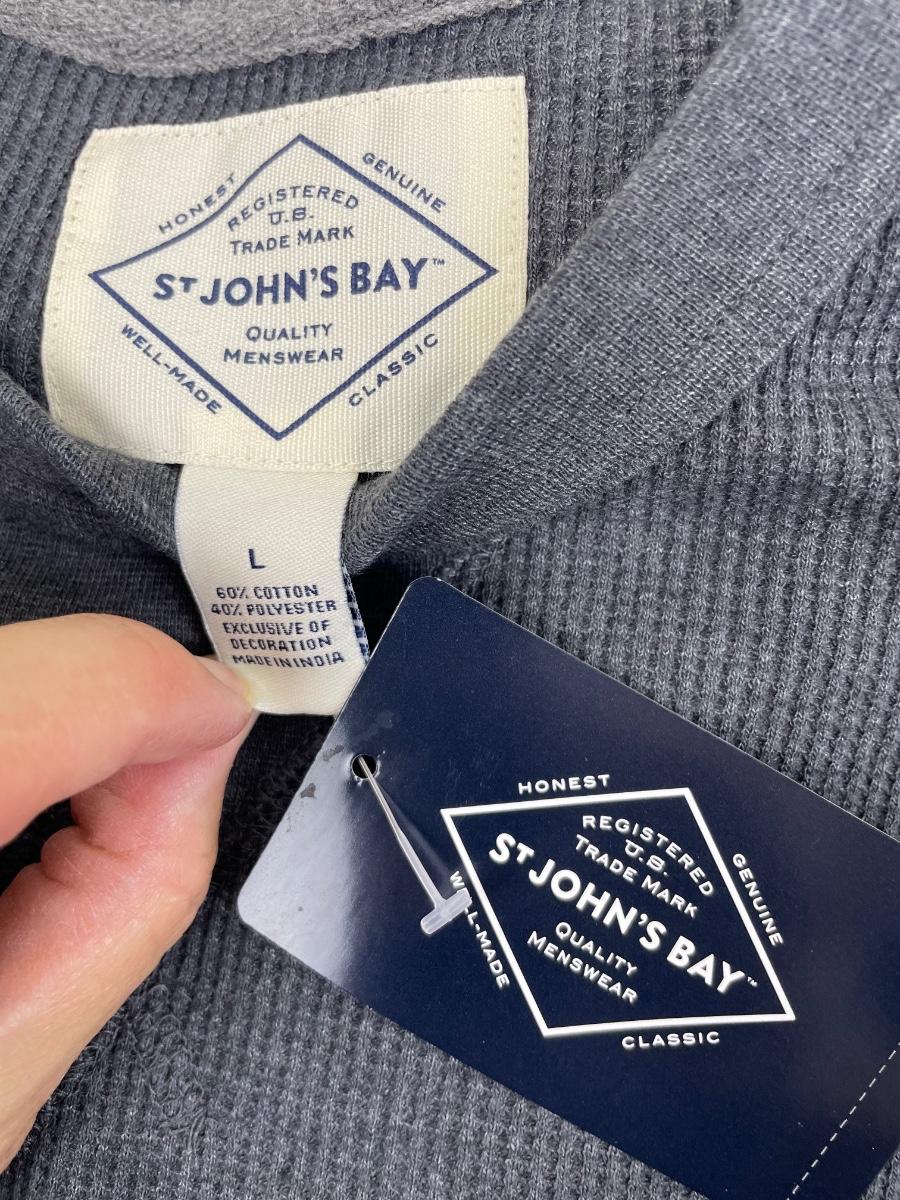 HONEST
GENUINE
REGISTERED
U.S.
TRADE MARK
ST JOHN'S BAY™
QUALITY
MENSWEAR
WELL-MADE
CLASSIC
L
60% COTTON
40% POLYESTER
EXCLUSIVE OF
DECORATION
MADE IN INDIA
HONEST
GENUINE
REGISTERED
U.S.
TRADE MARK
ST JOHN'S BAY™
QUALITY
MENSWEAR
WELL-MADE
CLASSIC